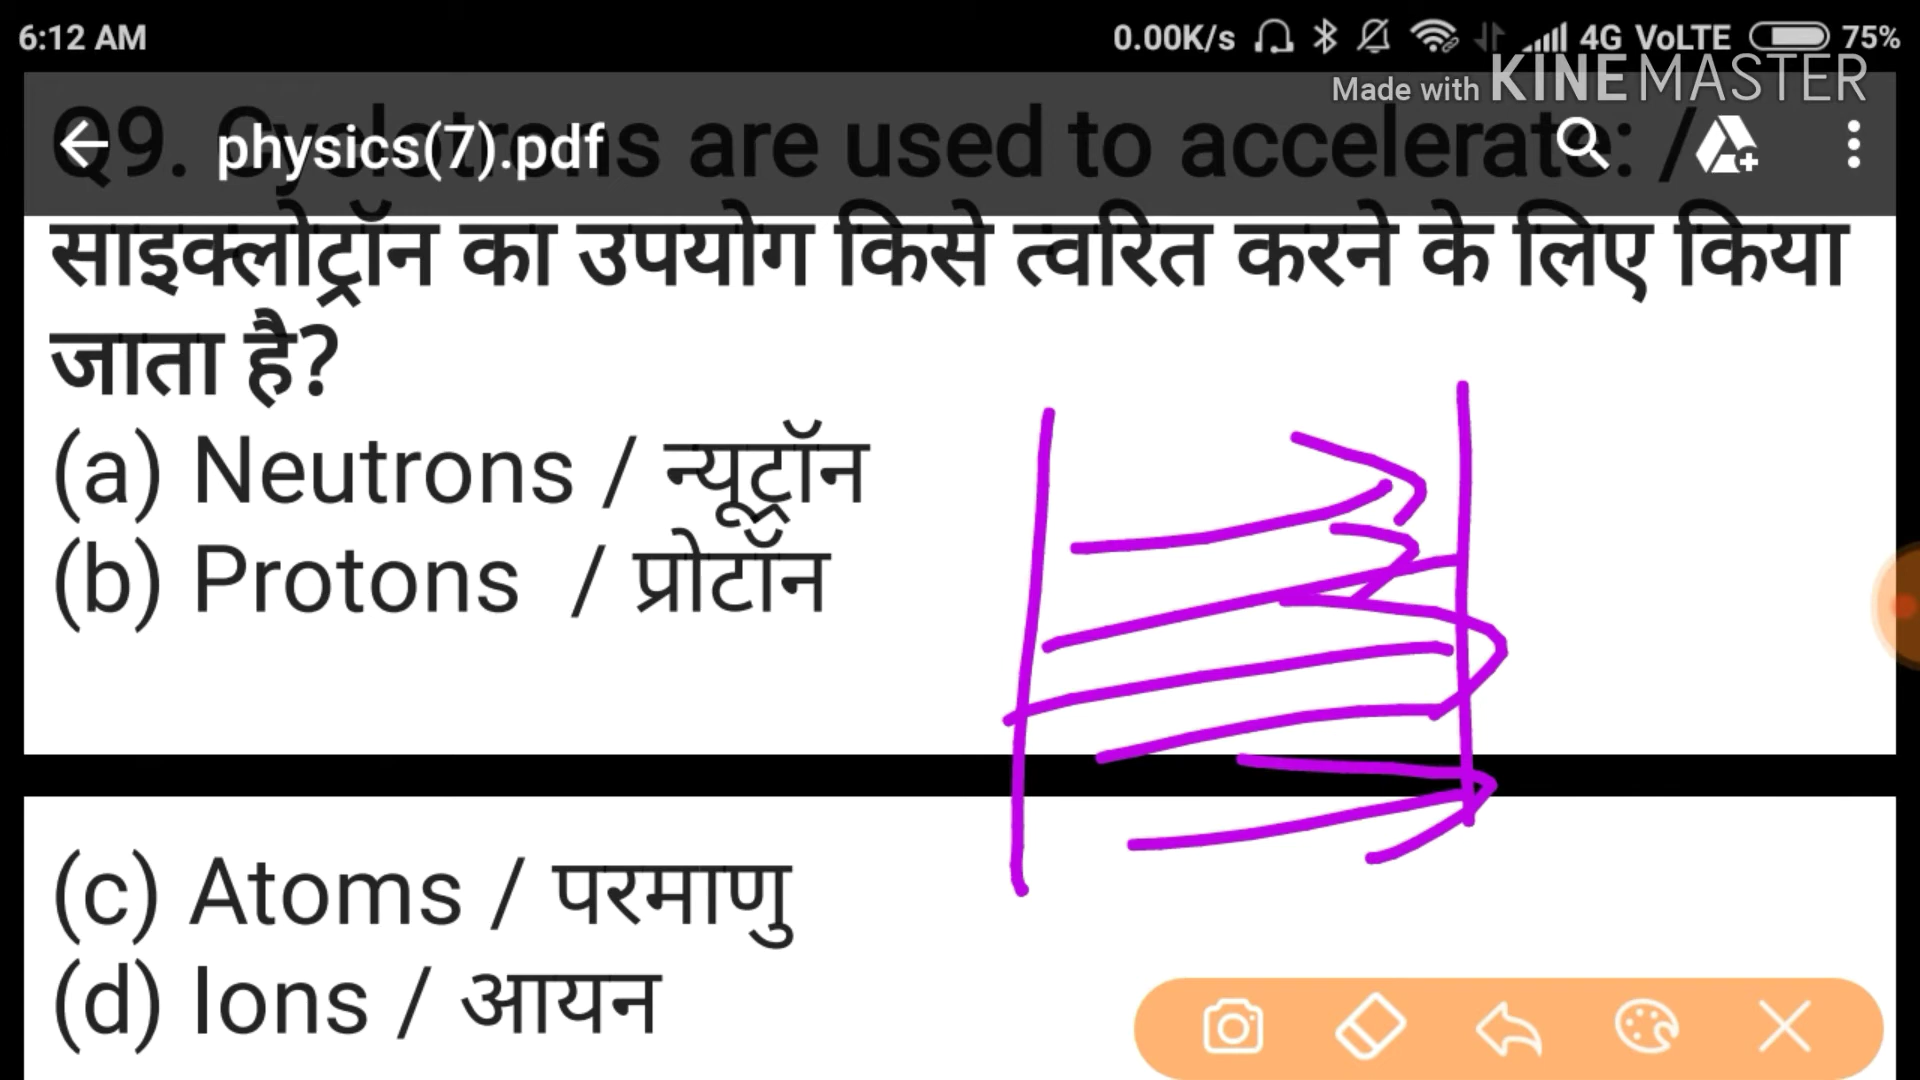 6:12 AM 0.00K/s 4G VoLTE 75%
Made with KINEMASTER
Q9. Cyclotrons are used to accelerate: /
physics(7).pdf
साइक्लोट्रॉन का उपयोग किसे त्वरित करने के लिए किया
जाता है?
(a) Neutrons / न्यूट्रॉन
(b) Protons / प्रोटॉन
(c) Atoms / परमाणु
(d) Ions / आयन